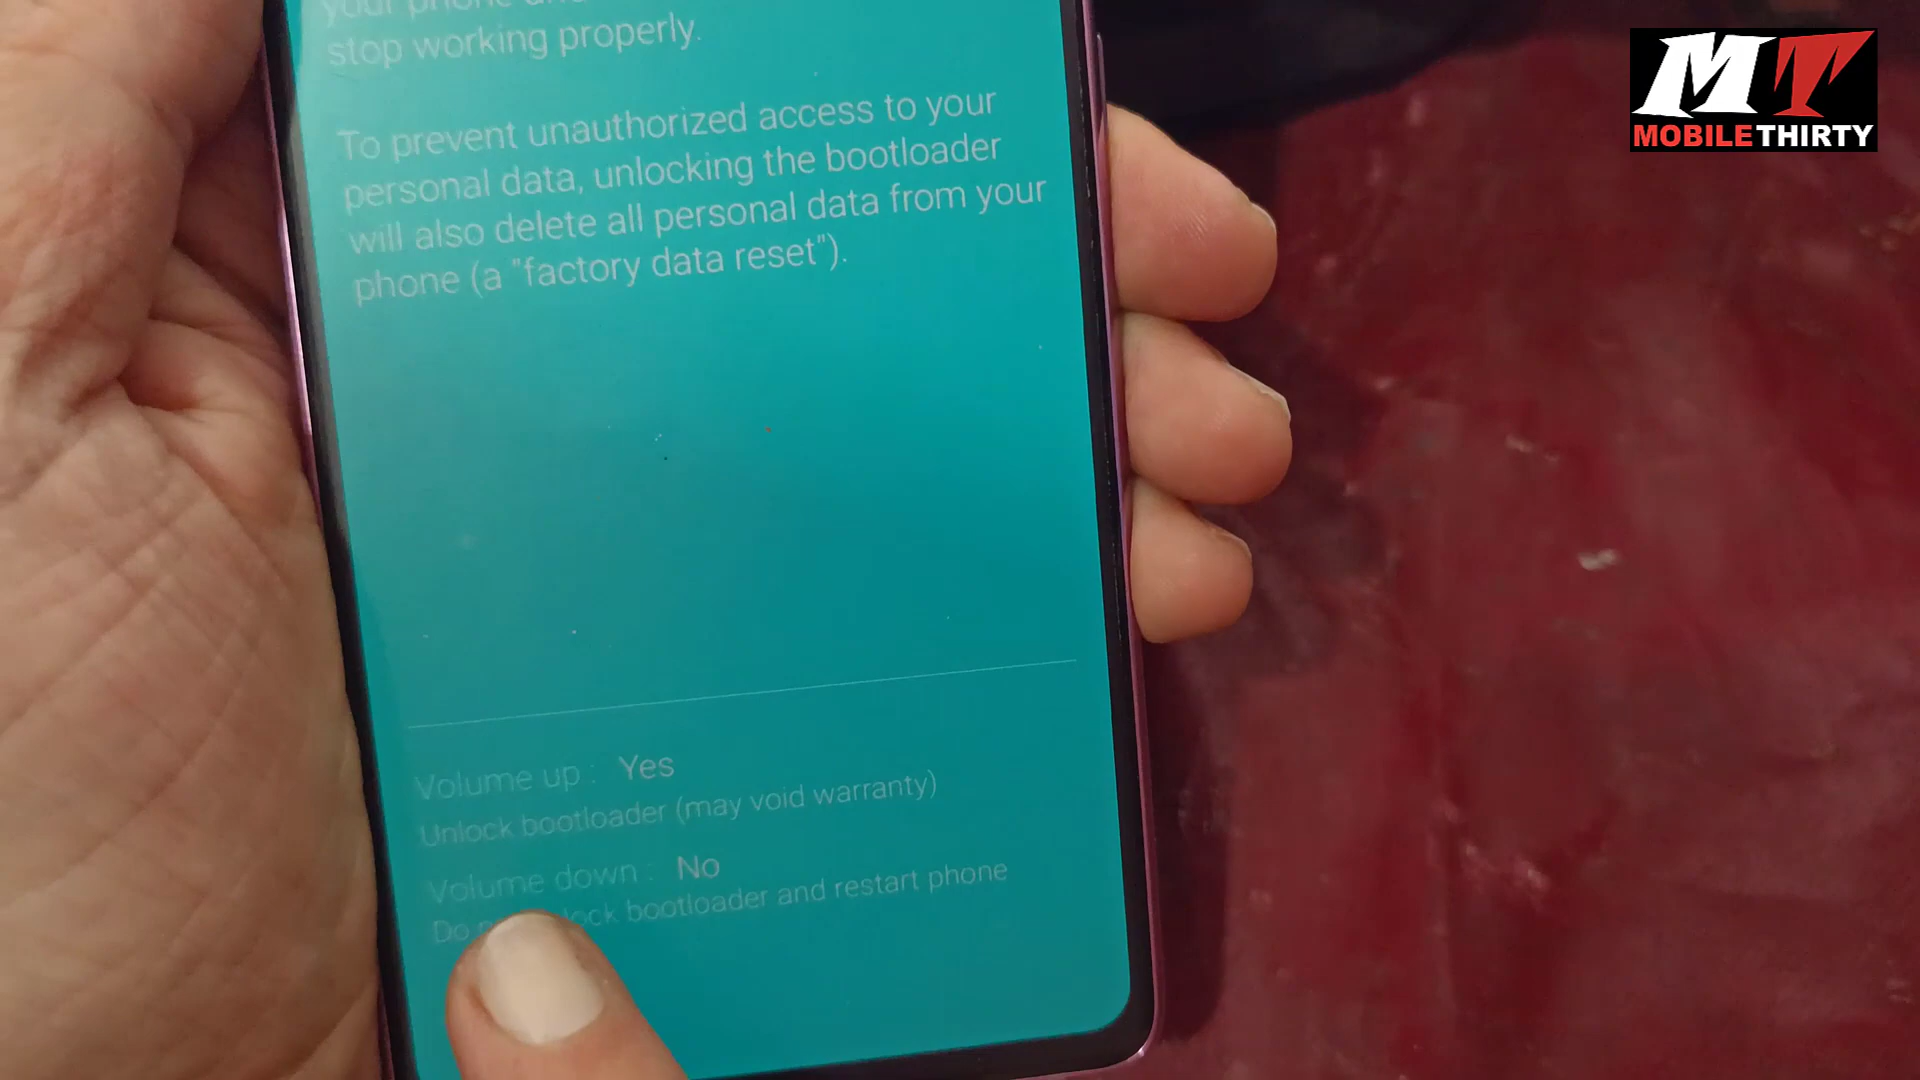 your phone
stop working properly.
To prevent unauthorized access to your
personal data, unlocking the bootloader
will also delete all personal data from your
phone (a "factory data reset").
Volume up : Yes
Unlock bootloader (may void warranty)
Volume down : No
Do bootloader and restart phone
MT
MOBILETHIRTY